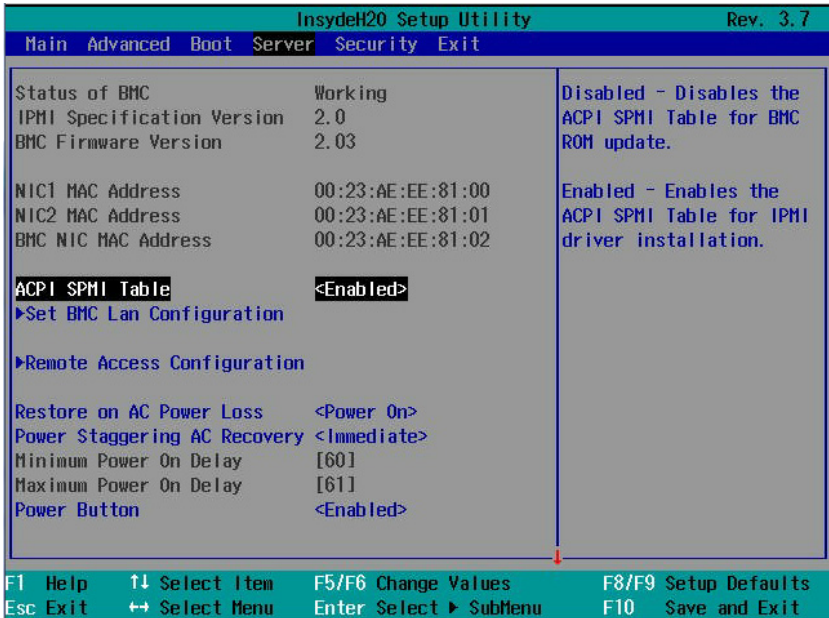 InsydeH20 Setup Utility Rev. 3.7
Main Advanced Boot Server Security Exit
Status of BMC Working
IPMI Specification Version 2.0
BMC Firmware Version 2.03
NIC1 MAC Address 00:23:AE:EE:81:00
NIC2 MAC Address 00:23:AE:EE:81:01
BMC NIC MAC Address 00:23:AE:EE:81:02
ACPI SPMI Table <Enabled>
▶Set BMC Lan Configuration
▶Remote Access Configuration
Restore on AC Power Loss <Power On>
Power Staggering AC Recovery <Immediate>
Minimum Power On Delay [60]
Maximum Power On Delay [61]
Power Button <Enabled>
Disabled - Disables the
ACPI SPMI Table for BMC
ROM update.
Enabled - Enables the
ACPI SPMI Table for IPMI
driver installation.
F1 Help ↑↓ Select Item F5/F6 Change Values F8/F9 Setup Defaults
Esc Exit ↔ Select Menu Enter Select ▶ SubMenu F10 Save and Exit